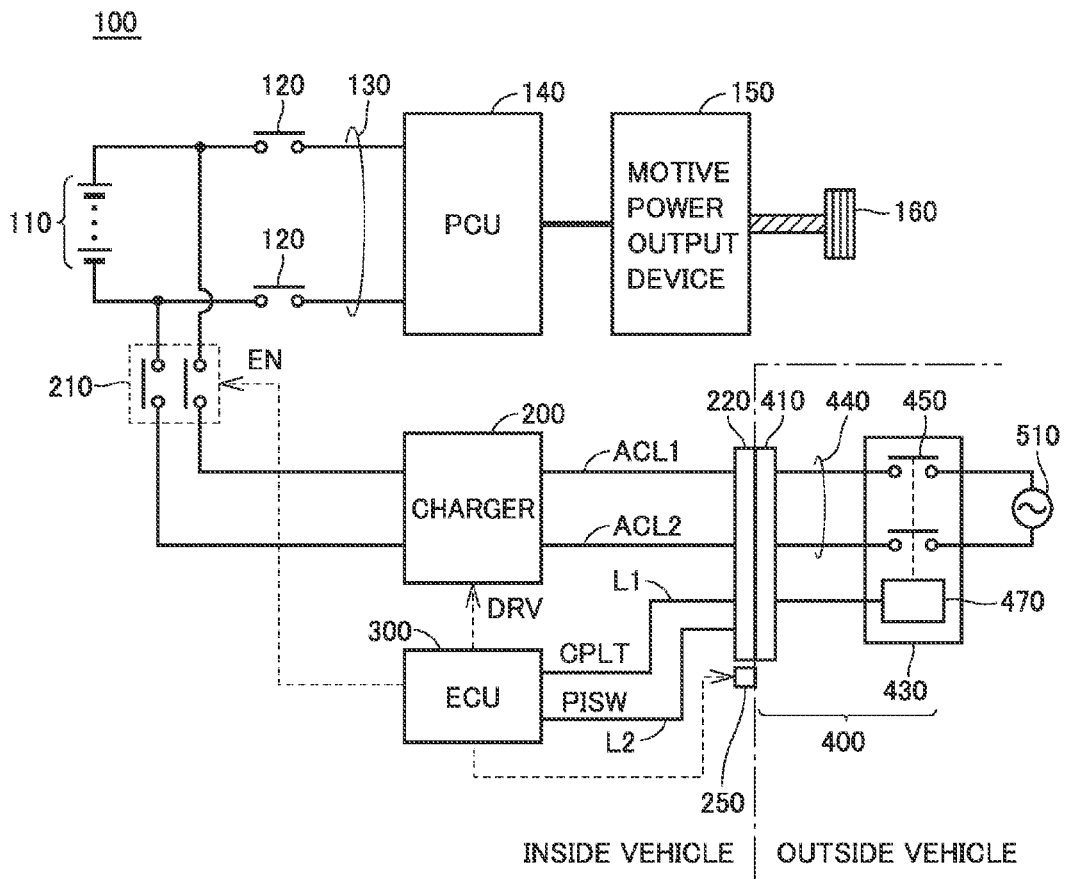 100
120
130
140
150
110
PCU
MOTIVE
POWER
OUTPUT
DEVICE
160
120
210
EN
200
220
410
440
450
510
CHARGER
ACL1
ACL2
L1
DRV
470
300
CPLT
ECU
PISW
430
L2
400
250
INSIDE VEHICLE
OUTSIDE VEHICLE